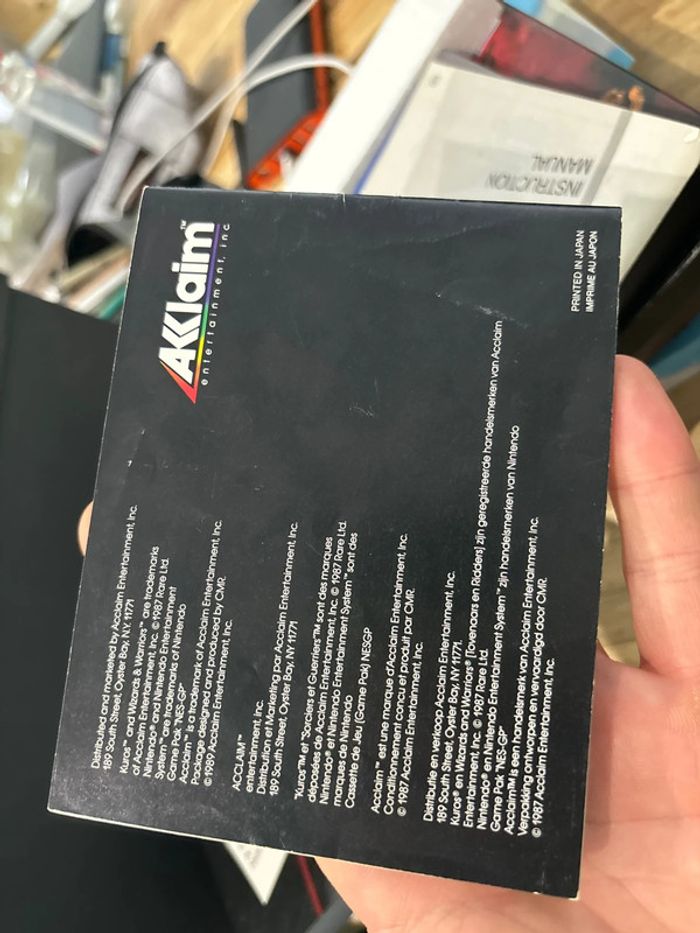 INSTRUCTION
MANUAL
Acclaim™
entertainment, inc
Distributed and marketed by Acclaim Entertainment, Inc.
189 South Street, Oyster Bay, N.Y. 11771
Kuros™ and Wizards & Warriors™ are trademarks
of Acclaim Entertainment, Inc. © 1987 Rare Ltd.
Nintendo® and Nintendo Entertainment
System™ are trademarks of Nintendo
Game Pak "NES-GP"
Acclaim™ is a trademark of Acclaim Entertainment, Inc.
Package designed and produced by CMR.
© 1989 Acclaim Entertainment, Inc.
ACCLAIM™
entertainment, Inc.
Distribution et Marketing par Acclaim Entertainment, Inc.
189 South Street, Oyster Bay, NY 11771
"Kuros™ et "Sorciers et Guerriers™ sont des marques
déposées de Acclaim Entertainment, Inc. © 1987 Rare Ltd.
Nintendo® et Nintendo Entertainment System™ sont des
marques de Nintendo
Cassette de Jeu (Game Pak) NESGP
Acclaim™ est une marque d'Acclaim Entertainment, Inc.
Conditionnement concu et produit par CMR.
© 1987 Acclaim Entertainment, Inc.
Distributie en verkoop Acclaim Entertainment, Inc.
189 South Street, Oyster Bay, NY 11771.
Kuros® en Wizards and Warriors® [Tovenaars en Ridders] zijn geregistreerde handelsmerken van Acclaim
Entertainment, Inc. © 1987 Rare Ltd.
Nintendo® en Nintendo Entertainment System™ zijn handelsmerken van Nintendo
Game Pak "NES-GP"
Acclaim™ is een handelsmerk van Acclaim Entertainment, Inc.
Verpakking ontworpen en vervaardigd door CMR.
© 1987 Acclaim Entertainment, Inc.
PRINTED IN JAPAN
IMPRIME AU JAPON